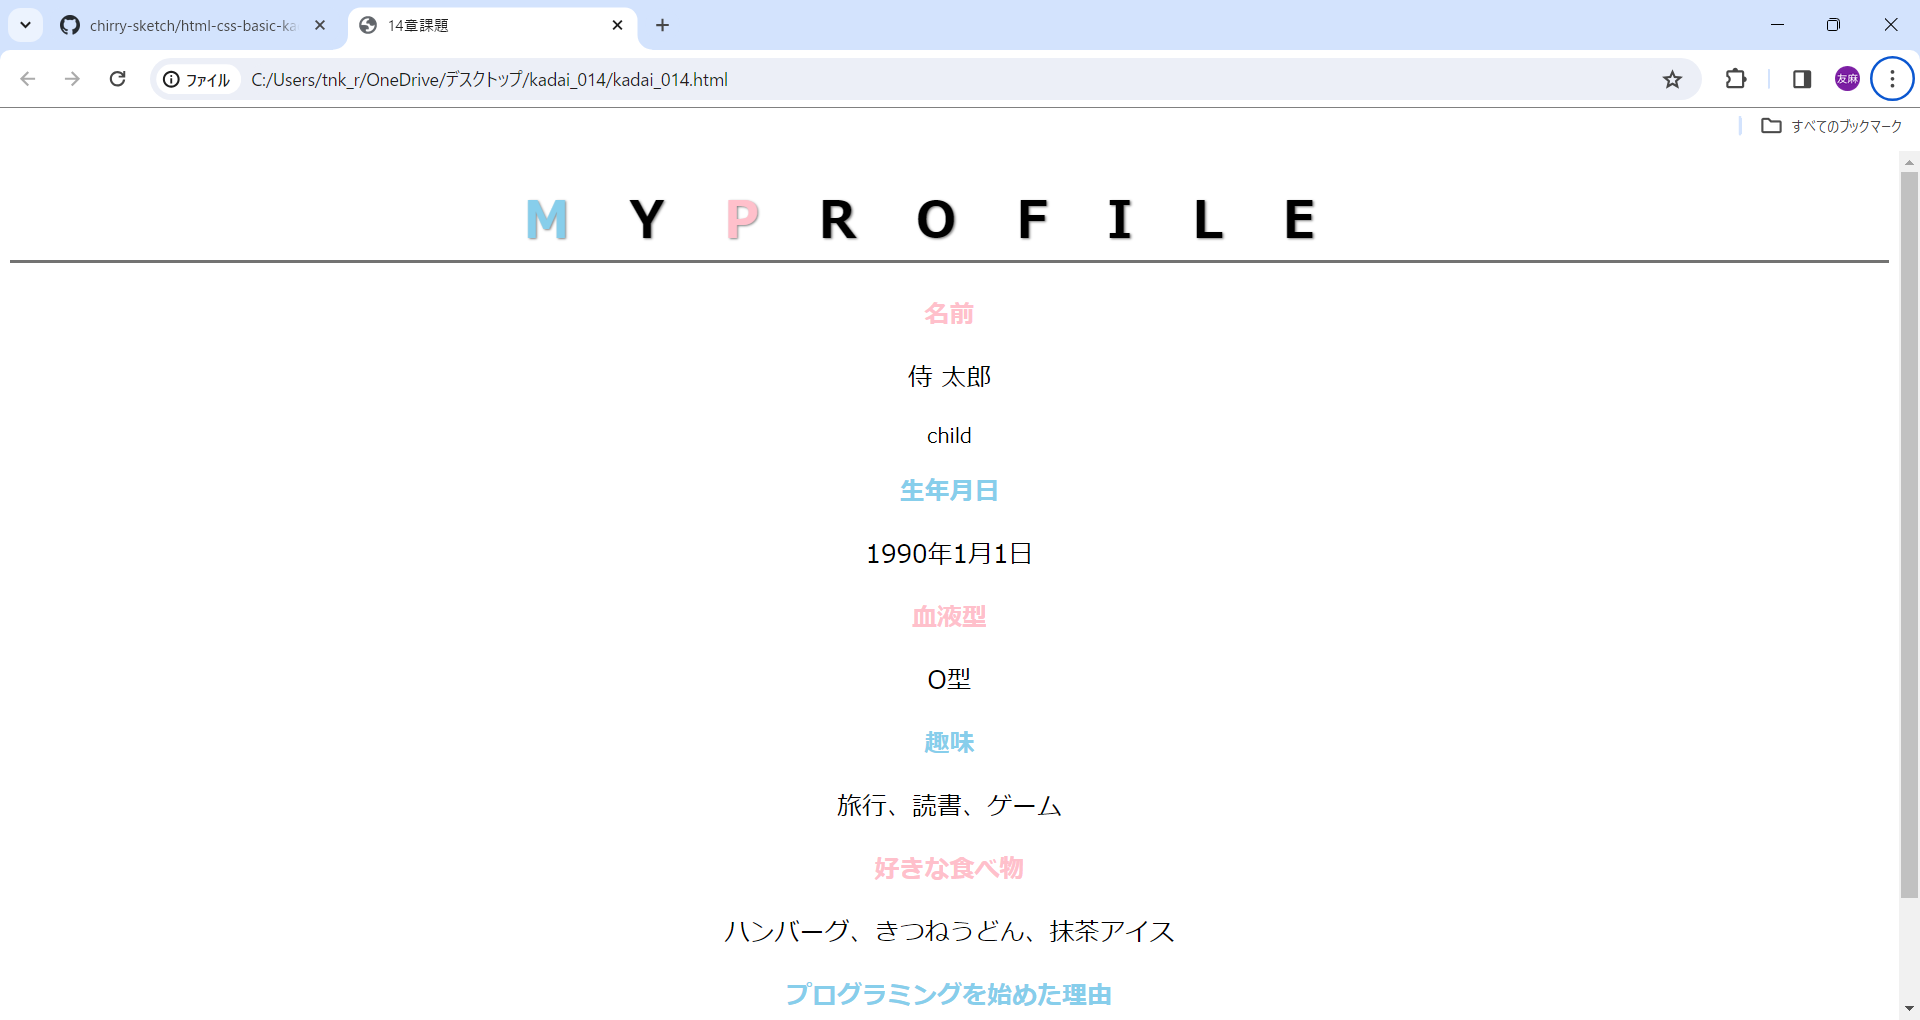 chirry-sketch/html-css-basic-ka
14章課題
ファイル
C:/Users/tnk_r/OneDrive/デスクトップ/kadai_014/kadai_014.html
友麻
すべてのブックマーク
M Y P R O F I L E
名前
侍 太郎
child
生年月日
1990年1月1日
血液型
O型
趣味
旅行、読書、ゲーム
好きな食べ物
ハンバーグ、きつねうどん、抹茶アイス
プログラミングを始めた理由